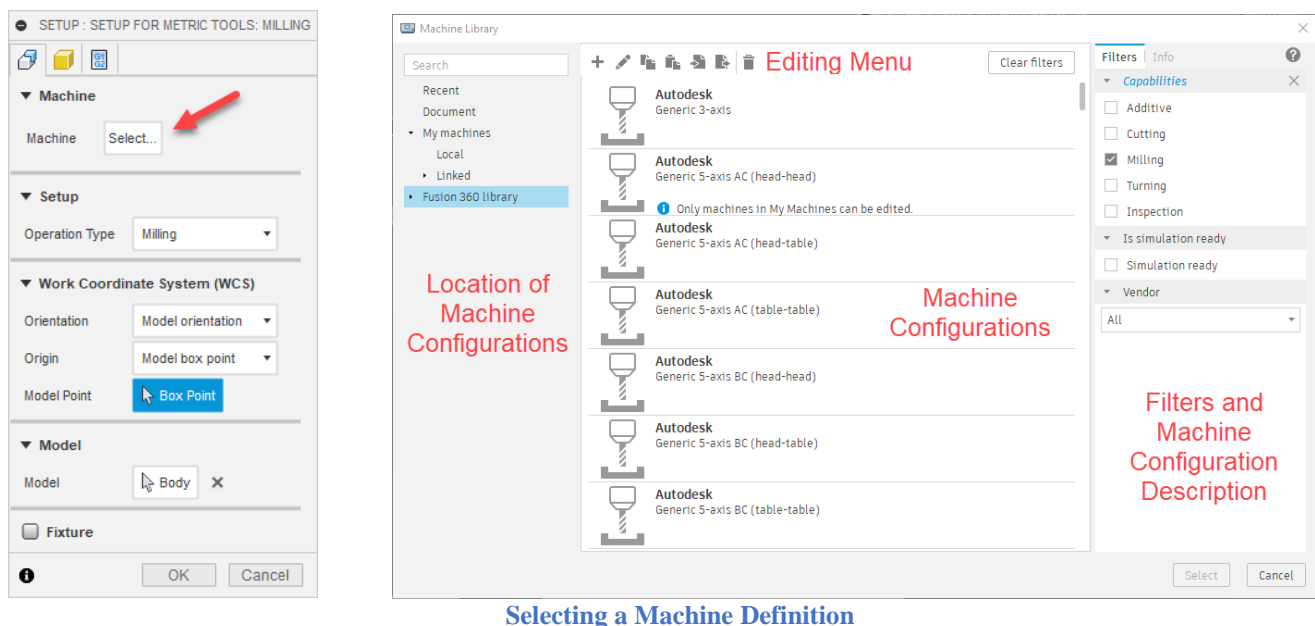 SETUP : SETUP FOR METRIC TOOLS: MILLING
G1
G2
Machine
Machine Select...
Setup
Operation Type Milling
Work Coordinate System (WCS)
Orientation Model orientation
Origin Model box point
Model Point Box Point
Model
Model Body
Fixture
OK Cancel
Machine Library
Search
Recent
Document
My machines
Local
Linked
Fusion 360 library
Location of
Machine
Configurations
Editing Menu
Clear filters
Autodesk
Generic 3-axis
Autodesk
Generic 5-axis AC (head-head)
Only machines in My Machines can be edited.
Autodesk
Generic 5-axis AC (head-table)
Autodesk
Generic 5-axis AC (table-table)
Autodesk
Generic 5-axis BC (head-head)
Autodesk
Generic 5-axis BC (head-table)
Autodesk
Generic 5-axis BC (table-table)
Machine
Configurations
Filters Info
Capabilities
Additive
Cutting
Milling
Turning
Inspection
Is simulation ready
Simulation ready
Vendor
All
Filters and
Machine
Configuration
Description
Select Cancel
Selecting a Machine Definition